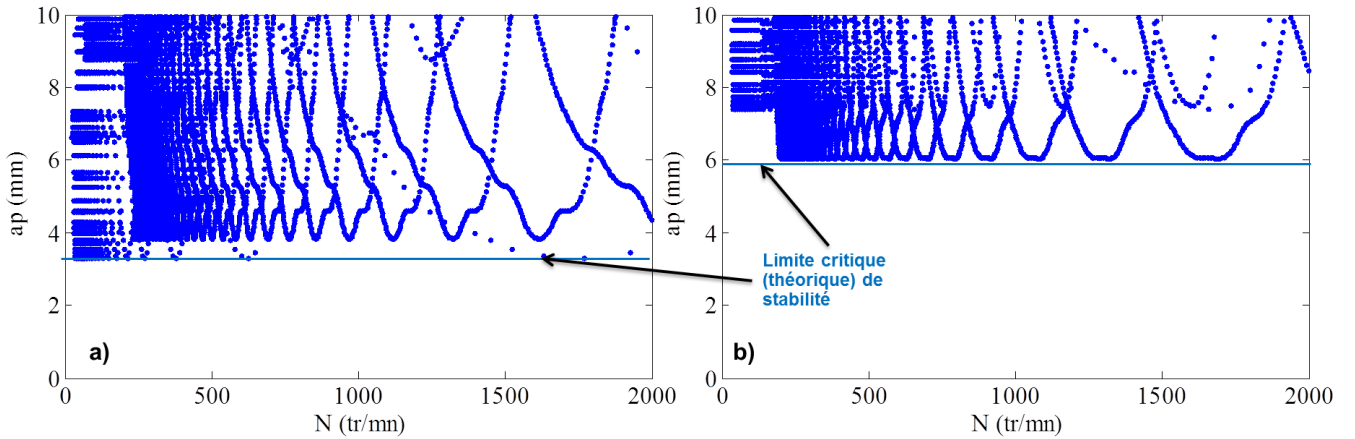 10
8
6
4
2
0
ap (mm)
a)
0
500
1000
1500
2000
N (tr/mn)
10
8
6
4
2
0
ap (mm)
Limite critique
(théorique) de
stabilité
b)
0
500
1000
1500
2000
N (tr/mn)